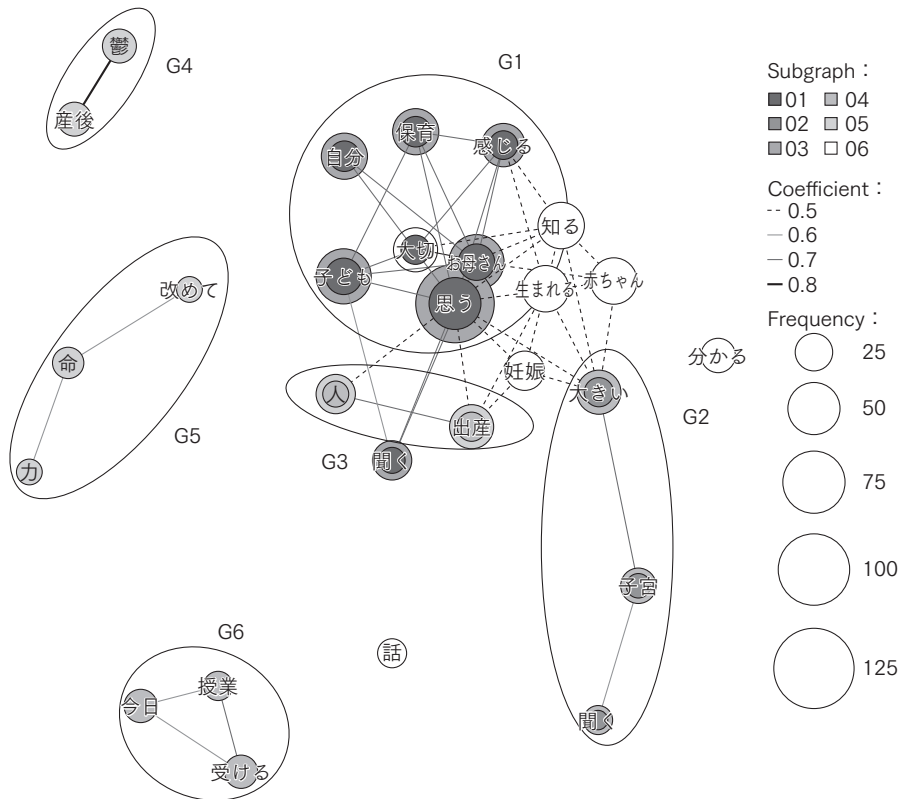 鬱
G4
産後
G1
保育
感じる
自分
知る
大切
お母さん
子ども
生まれる
赤ちゃん
思う
改めて
命
力
G5
妊娠
分かる
大きい
G2
人
出産
G3
聞く
子宮
聞く
話
G6
授業
今日
受ける
Subgraph：
01 04
02 05
03 06
Coefficient：
0.5
0.6
0.7
0.8
Frequency：
25
50
75
100
125